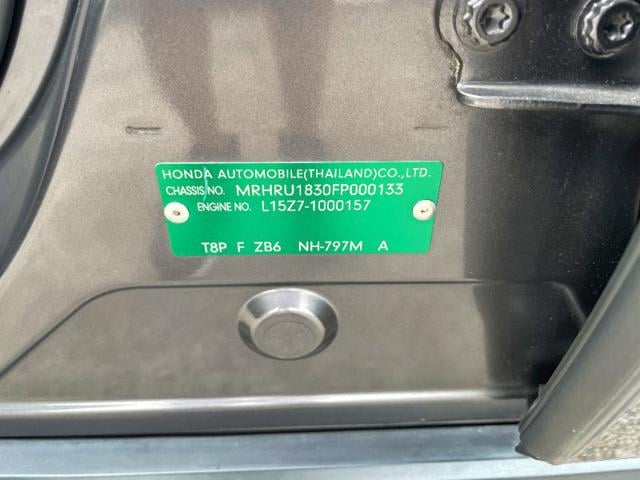 HONDA AUTOMOBILE(THAILAND)CO.,LTD.
CHASSIS NO. MRHRU1830FP000133
ENGINE NO. L15Z7-1000157
T8P F ZB6 NH-797M A